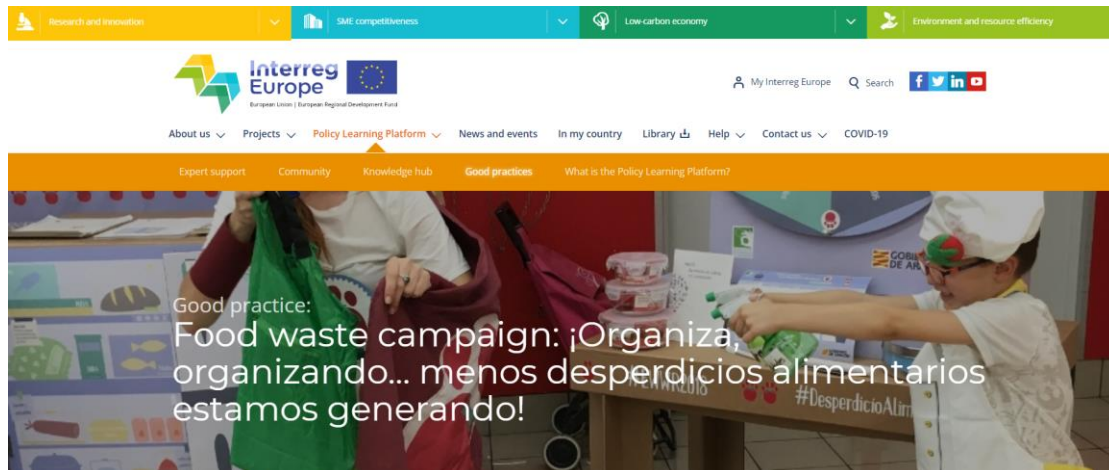 Research and innovation
SME competitiveness
Low-carbon economy
Environment and resource efficiency
Interreg
Europe
European Union | European Regional Development Fund
My Interreg Europe
Search
About us
Projects
Policy Learning Platform
News and events
In my country
Library
Help
Contact us
COVID-19
Expert support
Community
Knowledge hub
Good practices
What is the Policy Learning Platform?
GOBI
DE AR
Good practice:
Food waste campaign: ¡Organiza,
organizando... menos desperdicios alimentarios
estamos generando!
#DesperdicioAlim